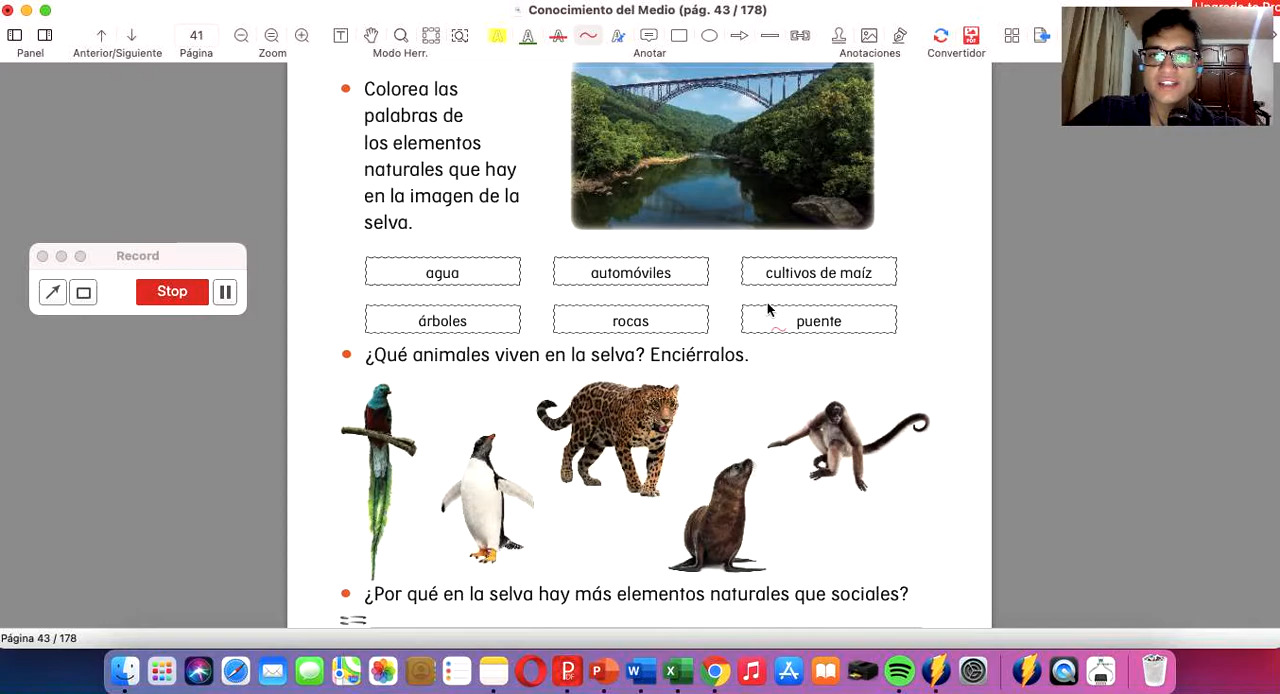 Conocimiento del Medio (pág. 43 / 178)
41
Panel
Anterior/Siguiente
Página
Zoom
Modo Herr.
Anotar
Anotaciones
Convertidor
Colorea las
palabras de
los elementos
naturales que hay
en la imagen de la
selva.
Record
Stop
agua
automóviles
cultivos de maíz
árboles
rocas
puente
¿Qué animales viven en la selva? Enciérralos.
¿Por qué en la selva hay más elementos naturales que sociales?
Página 43 / 178